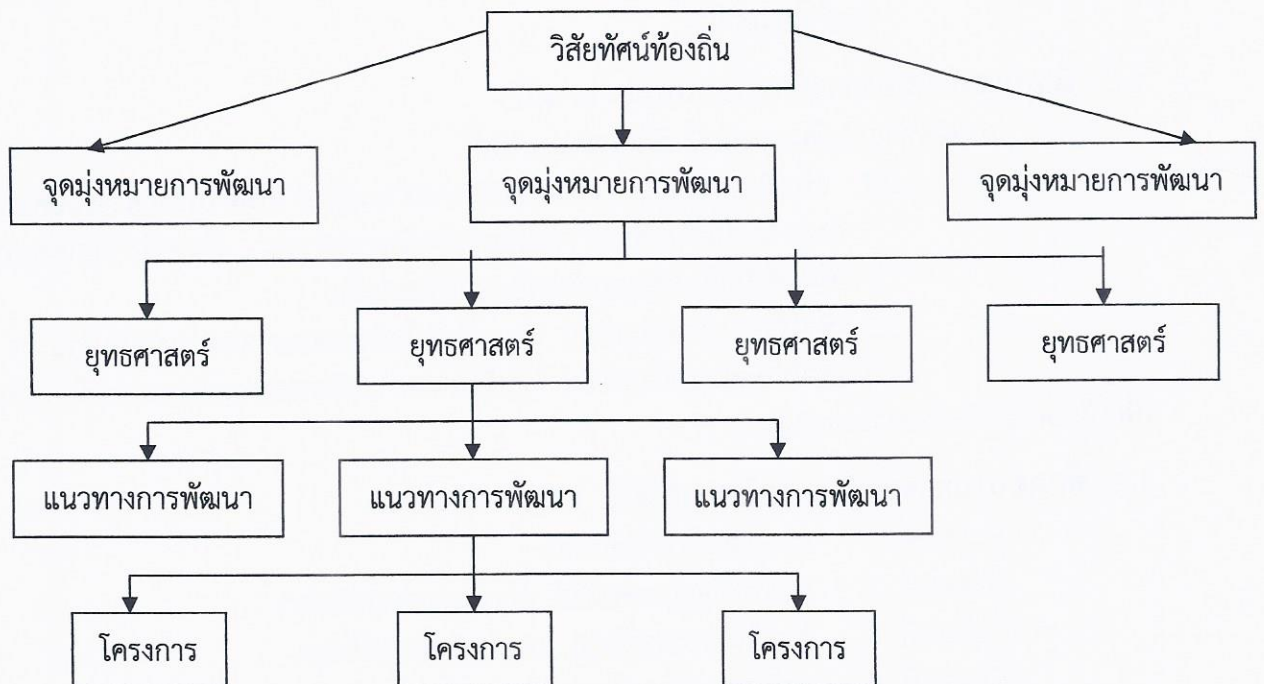 วิสัยทัศน์ท้องถิ่น
จุดมุ่งหมายการพัฒนา
จุดมุ่งหมายการพัฒนา
จุดมุ่งหมายการพัฒนา
ยุทธศาสตร์
ยุทธศาสตร์
ยุทธศาสตร์
ยุทธศาสตร์
แนวทางการพัฒนา
แนวทางการพัฒนา
แนวทางการพัฒนา
โครงการ
โครงการ
โครงการ